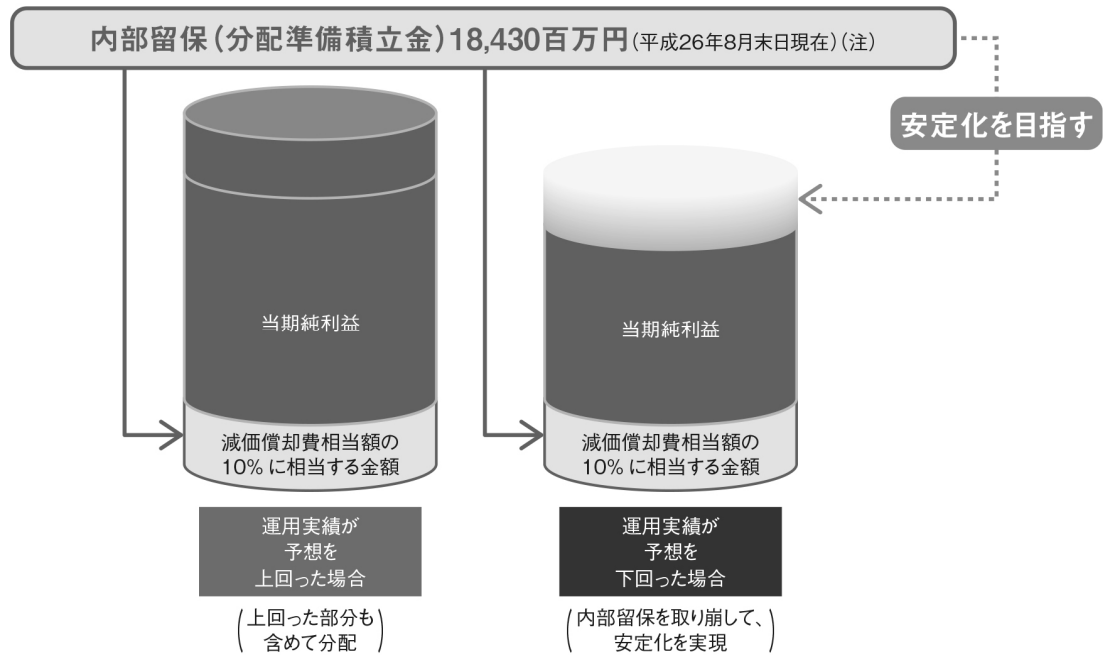 内部留保(分配準備積立金)18,430百万円(平成26年8月末日現在)(注)
安定化を目指す
当期純利益
減価償却費相当額の
10%に相当する金額
運用実績が
予想を
上回った場合
(上回った部分も
含めて分配)
当期純利益
減価償却費相当額の
10%に相当する金額
運用実績が
予想を
下回った場合
(内部留保を取り崩して、
安定化を実現)